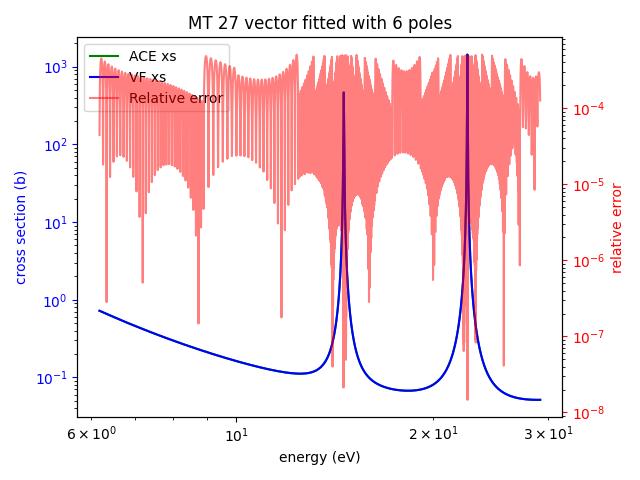 MT 27 vector fitted with 6 poles
ACE xs
VF xs
Relative error
cross section (b)
10³
10²
10¹
10⁰
10⁻¹
10⁻⁴
10⁻⁵
10⁻⁶
10⁻⁷
10⁻⁸
relative error
6 × 10⁰
10¹
2 × 10¹
3 × 10¹
energy (eV)